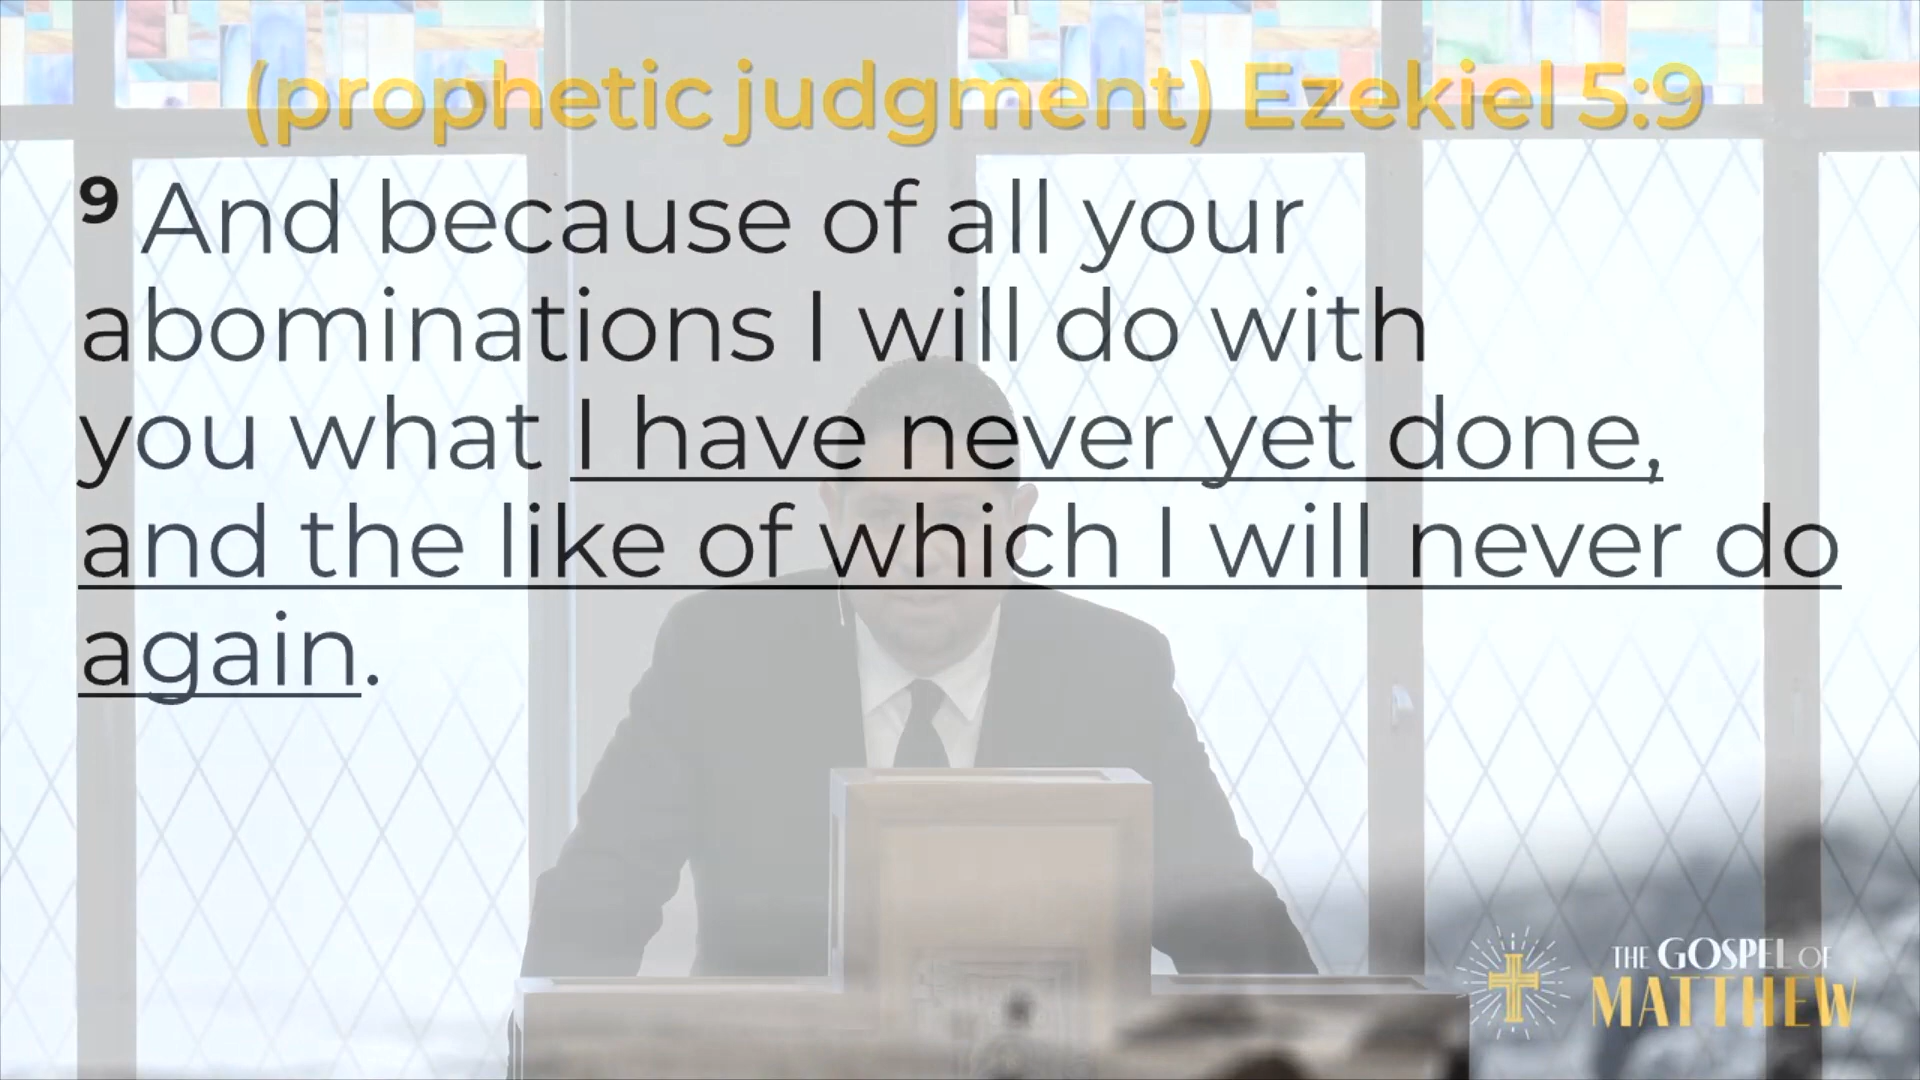 (prophetic judgment) Ezekiel 5:9
9 And because of all your
abominations I will do with
you what I have never yet done,
and the like of which I will never do
again.
THE GOSPEL OF
MATTHEW